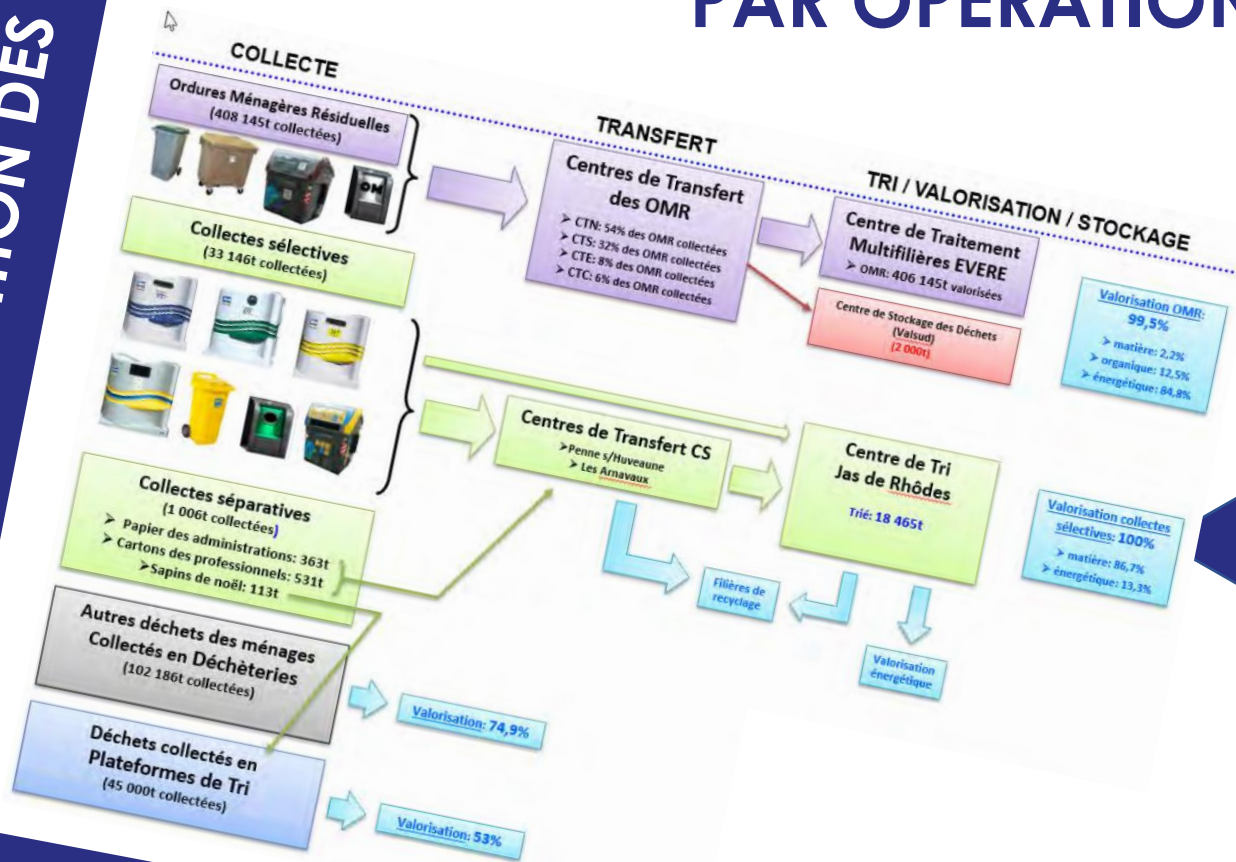 PAR OPERATION
TION DES
COLLECTE
Ordures Ménagères Résiduelles
(408 145t collectées)
OM
Collectes sélectives
(33 146t collectées)
Collectes séparatives
(1 006t collectées)
➤ Papier des administrations: 363t
➤ Cartons des professionnels: 531t
➤Sapins de noël: 113t
Autres déchets des ménages
Collectés en Déchèteries
(102 186t collectées)
Valorisation: 74,9%
Déchets collectés en
Plateformes de Tri
(45 000t collectées)
Valorisation: 53%
TRANSFERT
Centres de Transfert
des OMR
➤ CTN: 54% des OMR collectées
➤ CTS: 32% des OMR collectées
➤ CTE: 8% des OMR collectées
➤ CTC: 6% des OMR collectées
Centres de Transfert CS
➤Penne s/Huveaune
➤ Les Arnavaux
Filières de
recyclage
TRI / VALORISATION / STOCKAGE
Centre de Traitement
Multifilières EVERE
➤ OMR: 406 145t valorisées
Centre de Stockage des Déchets
(Valsud)
(2 000t)
Valorisation OMR:
99,5%
➤ matière: 2,2%
➤ organique: 12,5%
➤ énergétique: 84,8%
Centre de Tri
Jas de Rhôdes
Trié: 18 465t
Valorisation
énergétique
Valorisation collectes
sélectives: 100%
➤ matière: 86,7%
➤ énergétique: 13,3%